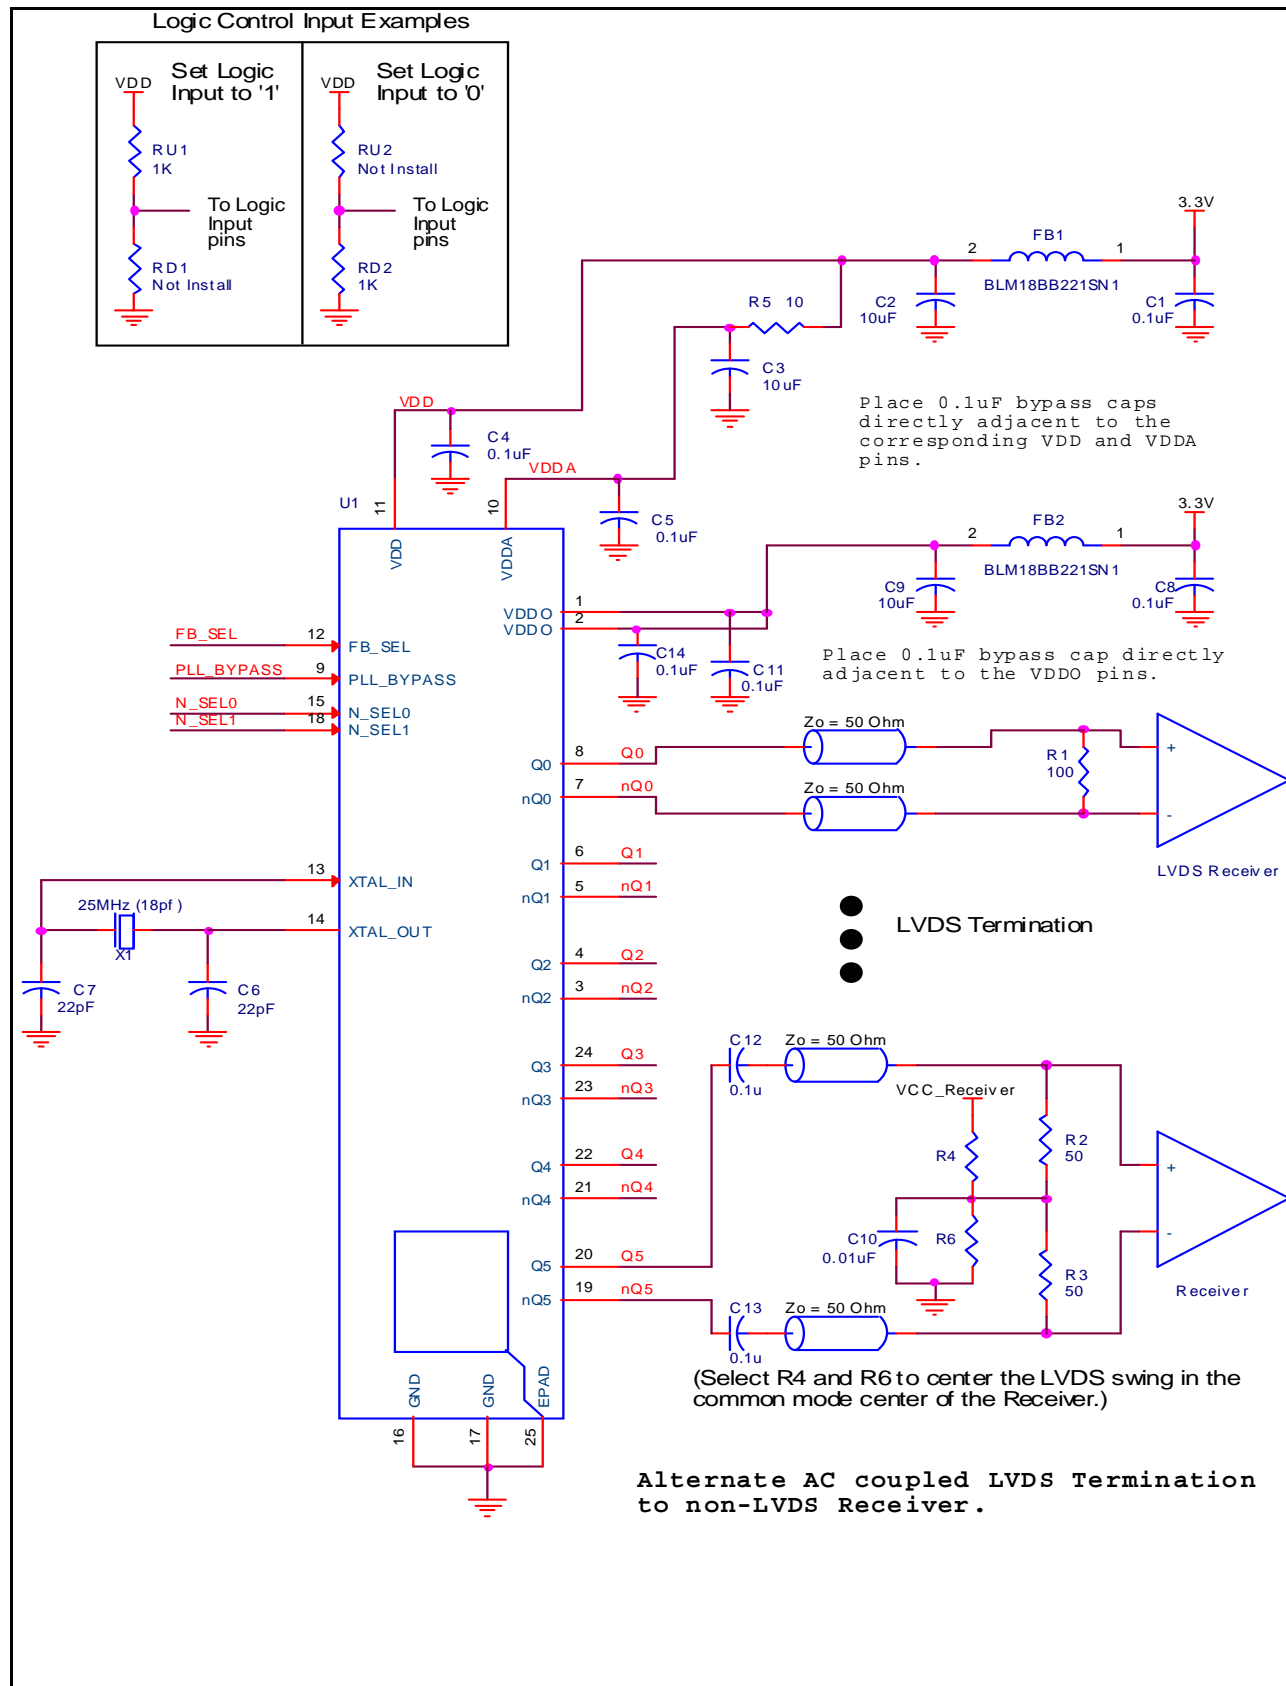 Logic Control Input Examples
Set Logic
Input to '1'
VDD
RU1
1K
To Logic
Input
pins
RD1
Not Install
Set Logic
Input to '0'
VDD
RU2
Not Install
To Logic
Input
pins
RD2
1K
3.3V
FB1
2
1
BLM18BB221SN1
C2
10uF
C1
0.1uF
R5 10
C3
10uF
Place 0.1uF bypass caps
directly adjacent to the
corresponding VDD and VDDA
pins.
VDD
C4
0.1uF
VDDA
C5
0.1uF
U1
11
10
VDD
VDDA
3.3V
FB2
2
1
BLM18BB221SN1
C9
10uF
C8
0.1uF
VDDO
1
VDDO
2
C14
0.1uF
C11
0.1uF
Place 0.1uF bypass cap directly
adjacent to the VDDO pins.
FB_SEL
12
FB_SEL
PLL_BYPASS
9
PLL_BYPASS
N_SEL0
15
N_SEL0
N_SEL1
18
N_SEL1
Q0
8
Q0
nQ0
7
nQ0
Zo = 50 Ohm
Zo = 50 Ohm
R1
100
+
-
LVDS Receiver
Q1
6
Q1
nQ1
5
nQ1
LVDS Termination
13
XTAL_IN
25MHz (18pf)
X1
14
XTAL_OUT
C7
22pF
C6
22pF
Q2
4
Q2
nQ2
3
nQ2
Q3
24
Q3
nQ3
23
nQ3
Q4
22
Q4
nQ4
21
nQ4
Q5
20
Q5
nQ5
19
nQ5
C12
0.1u
Zo = 50 Ohm
VCC_Receiver
R4
R2
50
C10
0.01uF
R6
R3
50
+
-
Receiver
C13
0.1u
Zo = 50 Ohm
GND
GND
EPAD
16
17
25
(Select R4 and R6 to center the LVDS swing in the
common mode center of the Receiver.)
Alternate AC coupled LVDS Termination
to non-LVDS Receiver.